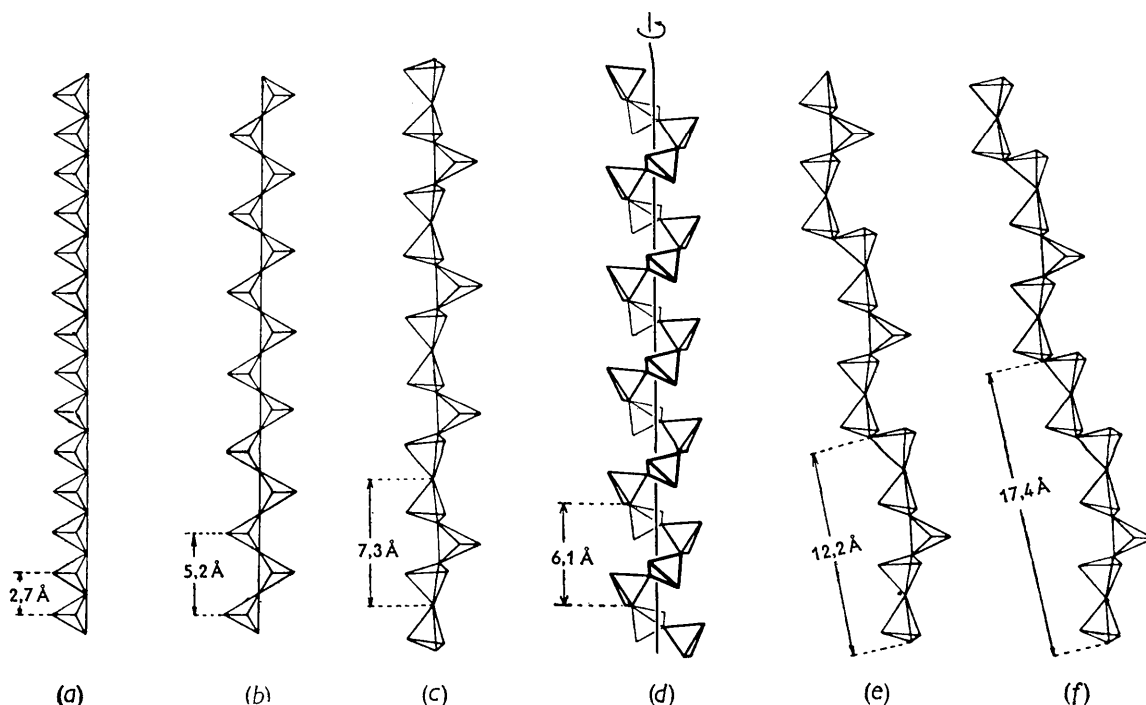 2,7 Å
5,2 Å
7,3 Å
6,1 Å
12,2 Å
17,4 Å
(a) (b) (c) (d) (e) (f)